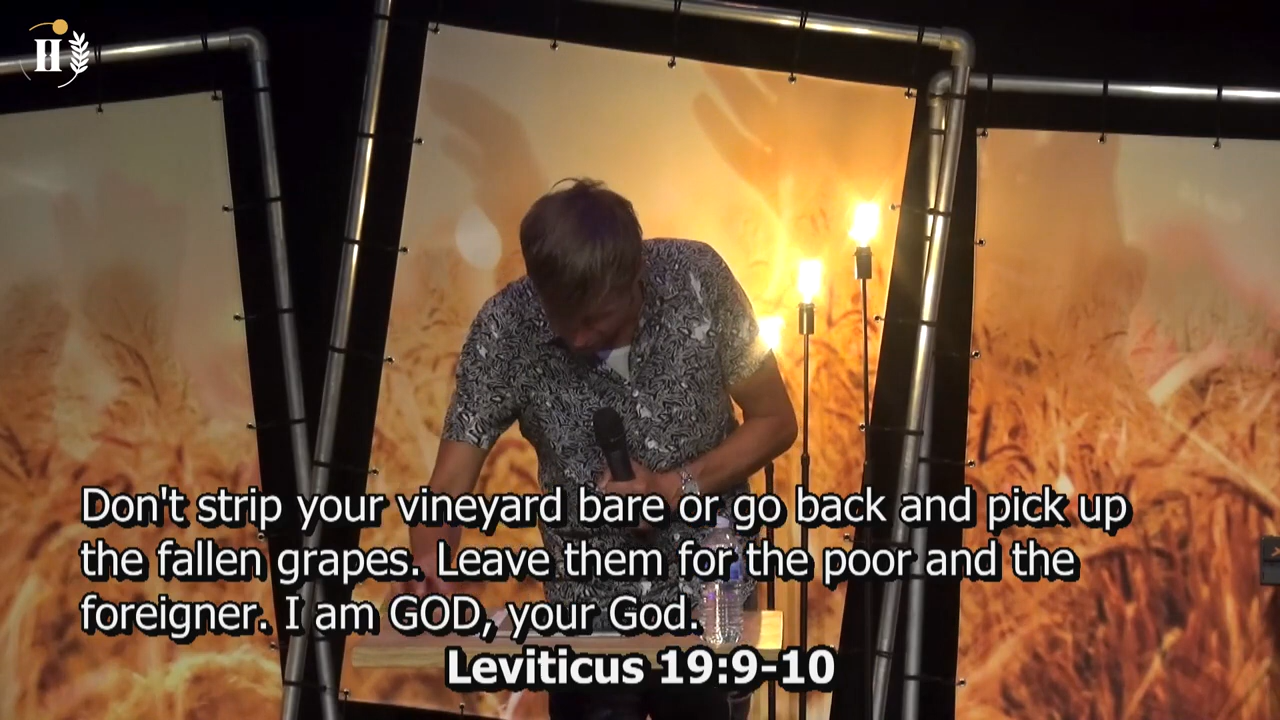 Don't strip your vineyard bare or go back and pick up
the fallen grapes. Leave them for the poor and the
foreigner. I am GOD, your God.
Leviticus 19:9-10